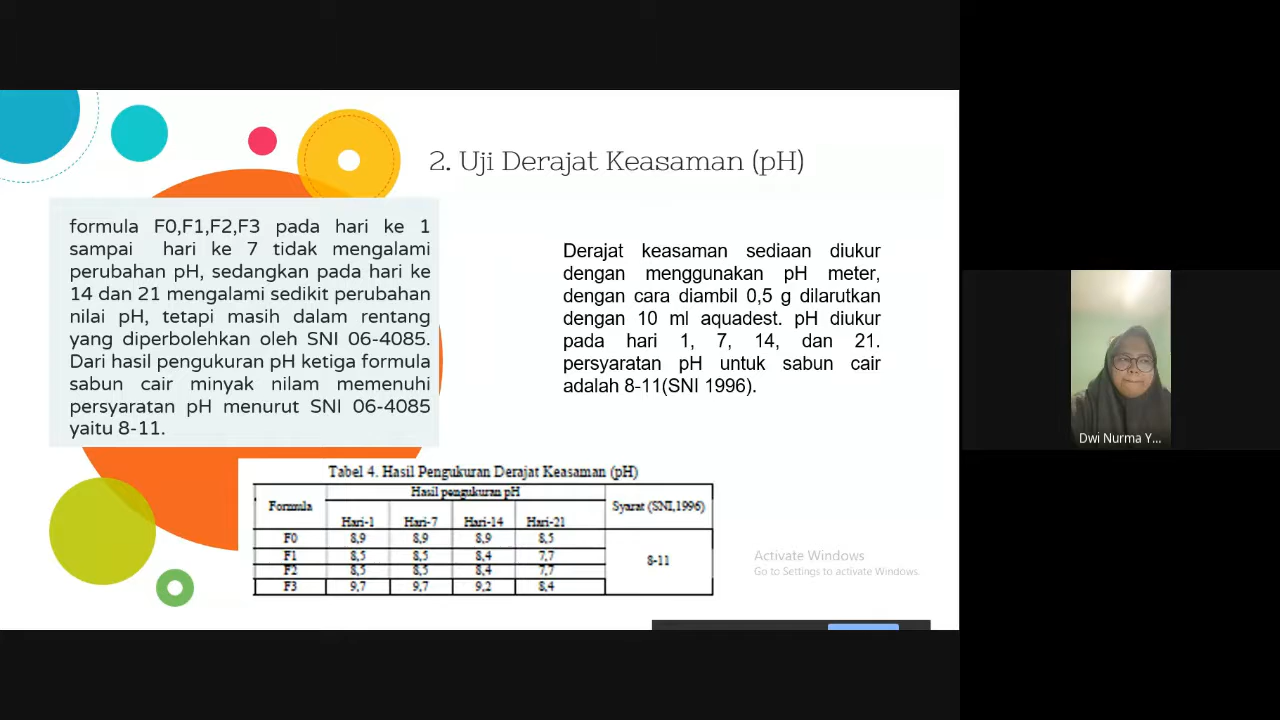 2. Uji Derajat Keasaman (pH)
formula F0,F1,F2,F3 pada hari ke 1
sampai hari ke 7 tidak mengalami
perubahan pH, sedangkan pada hari ke
14 dan 21 mengalami sedikit perubahan
nilai pH, tetapi masih dalam rentang
yang diperbolehkan oleh SNI 06-4085.
Dari hasil pengukuran pH ketiga formula
sabun cair minyak nilam memenuhi
persyaratan pH menurut SNI 06-4085
yaitu 8-11.
Derajat keasaman sediaan diukur
dengan menggunakan pH meter,
dengan cara diambil 0,5 g dilarutkan
dengan 10 ml aquadest. pH diukur
pada hari 1, 7, 14, dan 21.
persyaratan pH untuk sabun cair
adalah 8-11(SNI 1996).
Tabel 4. Hasil Pengukuran Derajat Keasaman (pH)
Formula Hasil pengukuran pH Syarat (SNI,1996)
Hari-1 Hari-7 Hari-14 Hari-21
F0 8,9 8,9 8,9 8,5
F1 8,5 8,5 8,4 7,7
8-11
F2 8,5 8,5 8,4 7,7
F3 9,7 9,7 9,2 8,4
Activate Windows
Go to Settings to activate Windows.
Dwi Nurma Y...